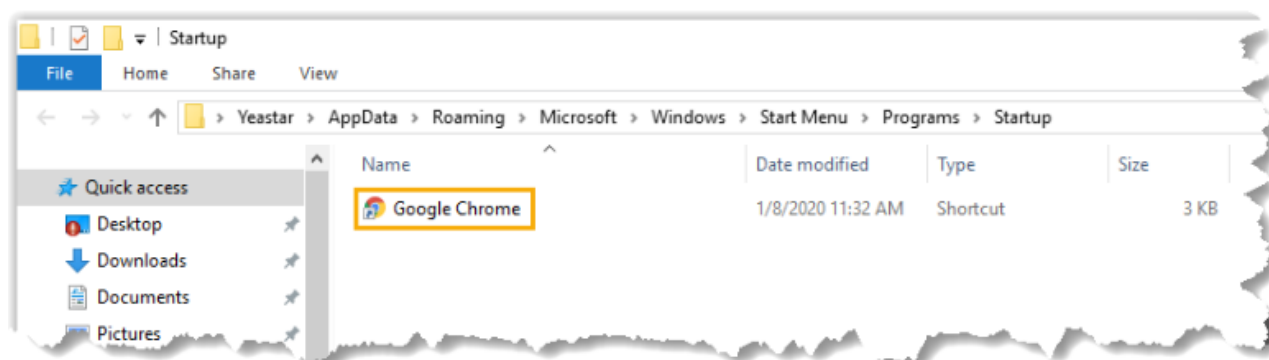 Startup
File Home Share View
Yeastar > AppData > Roaming > Microsoft > Windows > Start Menu > Programs > Startup
Name Date modified Type Size
Quick access
Google Chrome 1/8/2020 11:32 AM Shortcut 3 KB
Desktop
Downloads
Documents
Pictures